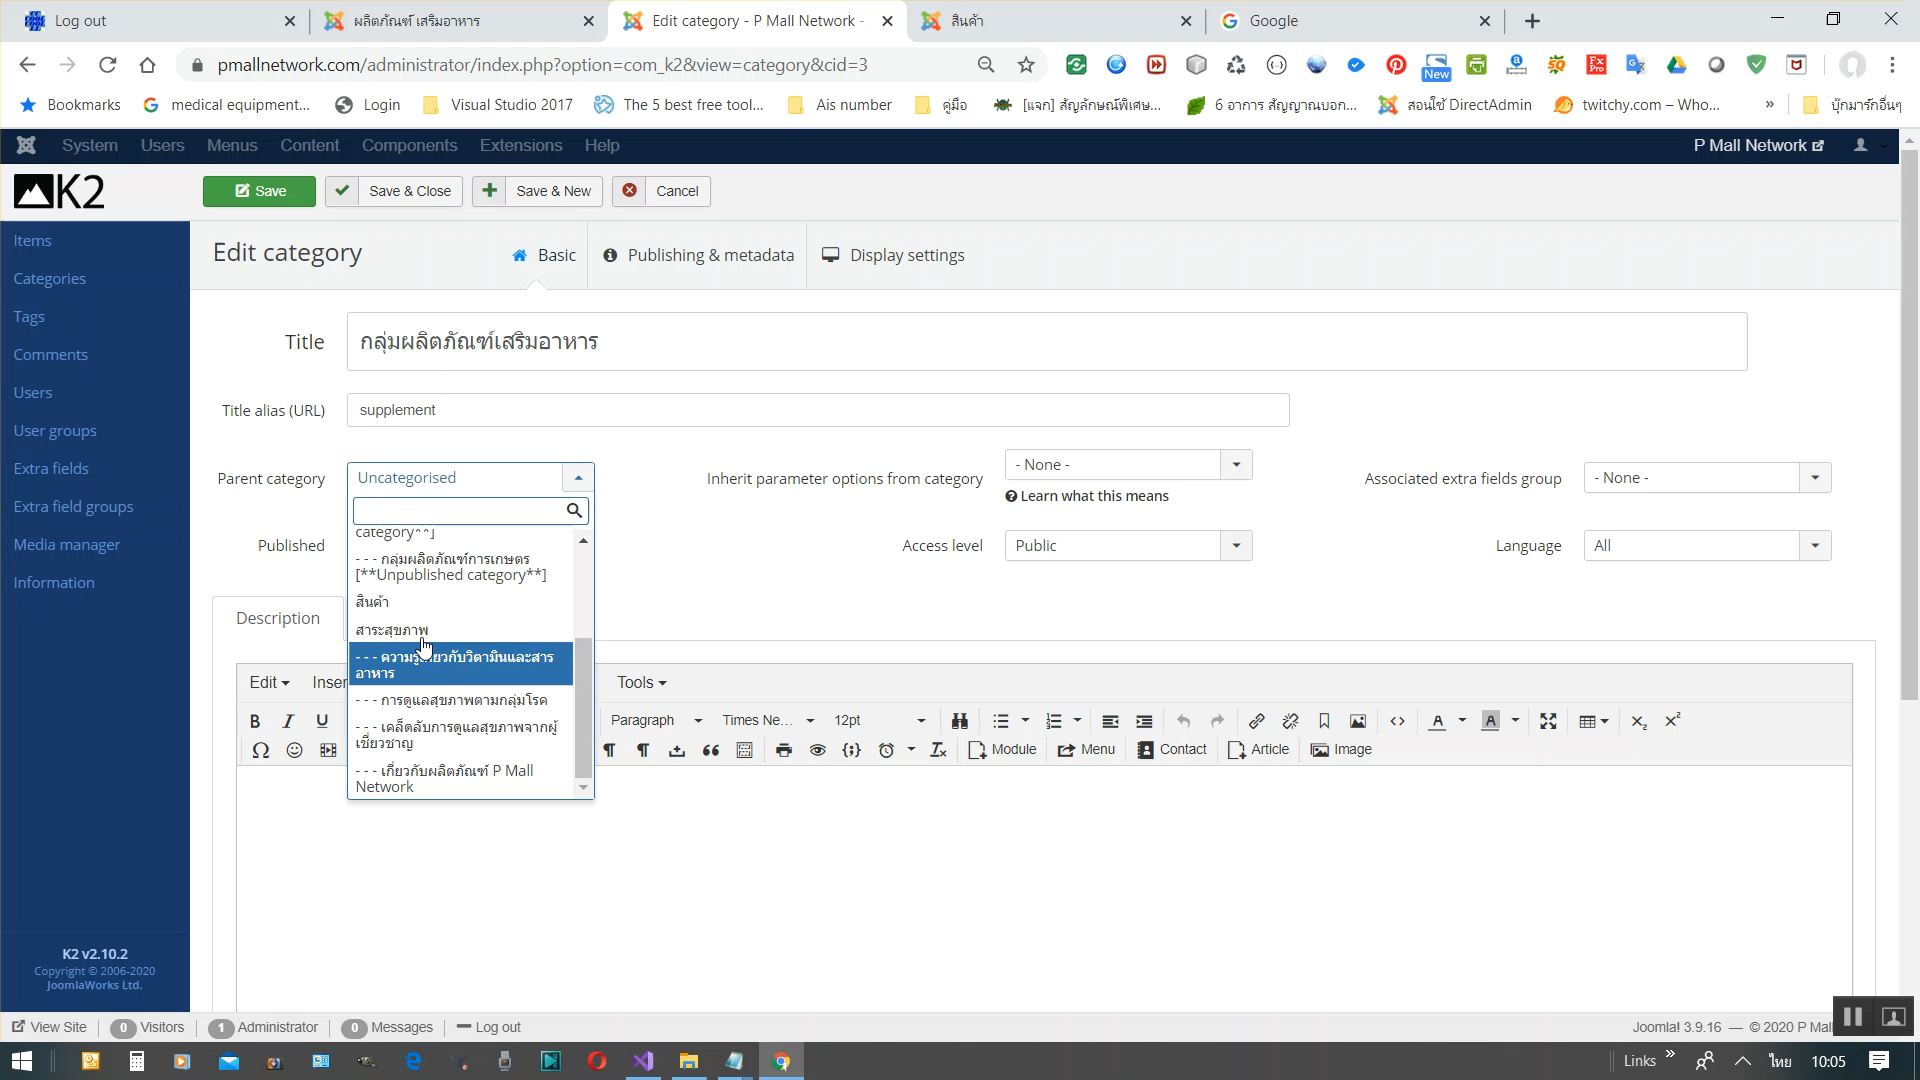 Log out
ผลิตภัณฑ์ เสริมอาหาร
Edit category - P Mall Network -
สินค้า
Google
pmallnetwork.com/administrator/index.php?option=com_k2&view=category&cid=3
New
Bookmarks
medical equipment...
Login
Visual Studio 2017
The 5 best free tool...
Ais number
คู่มือ
[แจก] สัญลักษณ์พิเศษ...
6 อาการ สัญญาณบอก...
สอนใช้ DirectAdmin
twitchy.com – Who...
»
บุ๊กมาร์กอื่นๆ
System
Users
Menus
Content
Components
Extensions
Help
P Mall Network
K2
Save
Save & Close
Save & New
Cancel
Items
Categories
Tags
Comments
Users
User groups
Extra fields
Extra field groups
Media manager
Information
K2 v2.10.2
Copyright © 2006-2020
JoomlaWorks Ltd.
Edit category
Basic
Publishing & metadata
Display settings
Title
กลุ่มผลิตภัณฑ์เสริมอาหาร
Title alias (URL)
supplement
Parent category
Uncategorised
Inherit parameter options from category
- None -
Learn what this means
Associated extra fields group
- None -
Published
Access level
Public
Language
All
category**]
- - - กลุ่มผลิตภัณฑ์การเกษตร
[**Unpublished category**]
สินค้า
สาระสุขภาพ
- - - ความรู้เกี่ยวกับวิตามินและสาร
อาหาร
- - - การดูแลสุขภาพตามกลุ่มโรค
- - - เคล็ดลับการดูแลสุขภาพจากผู้
เชี่ยวชาญ
- - - เกี่ยวกับผลิตภัณฑ์ P Mall
Network
Description
Edit
Inser
Tools
B I U
Paragraph
Times Ne...
12pt
Module
Menu
Contact
Article
Image
View Site
0 Visitors
1 Administrator
0 Messages
Log out
Joomla! 3.9.16 — © 2020 P Mal
Links
»
ไทย
10:05